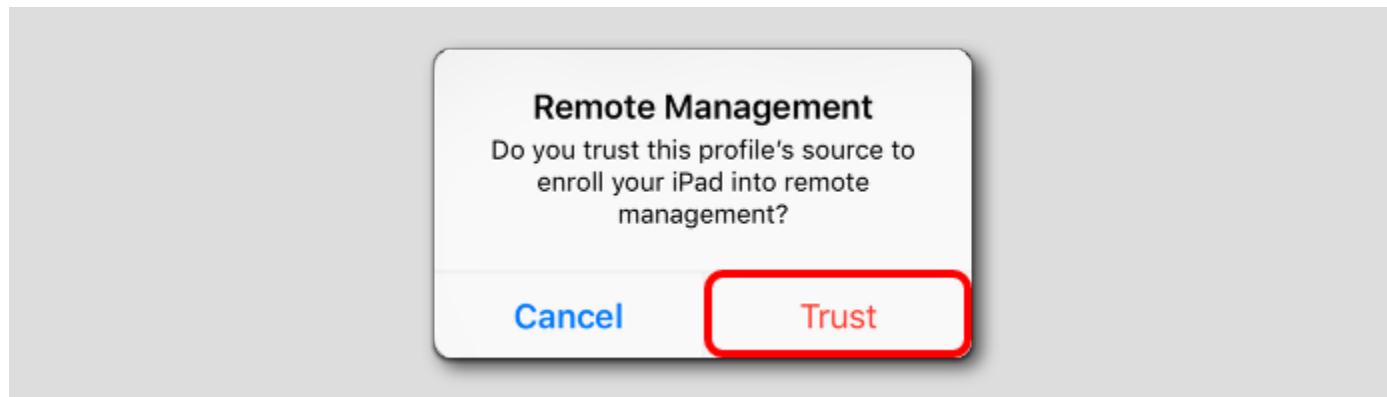 Remote Management
Do you trust this profile's source to
enroll your iPad into remote
management?
Cancel
Trust